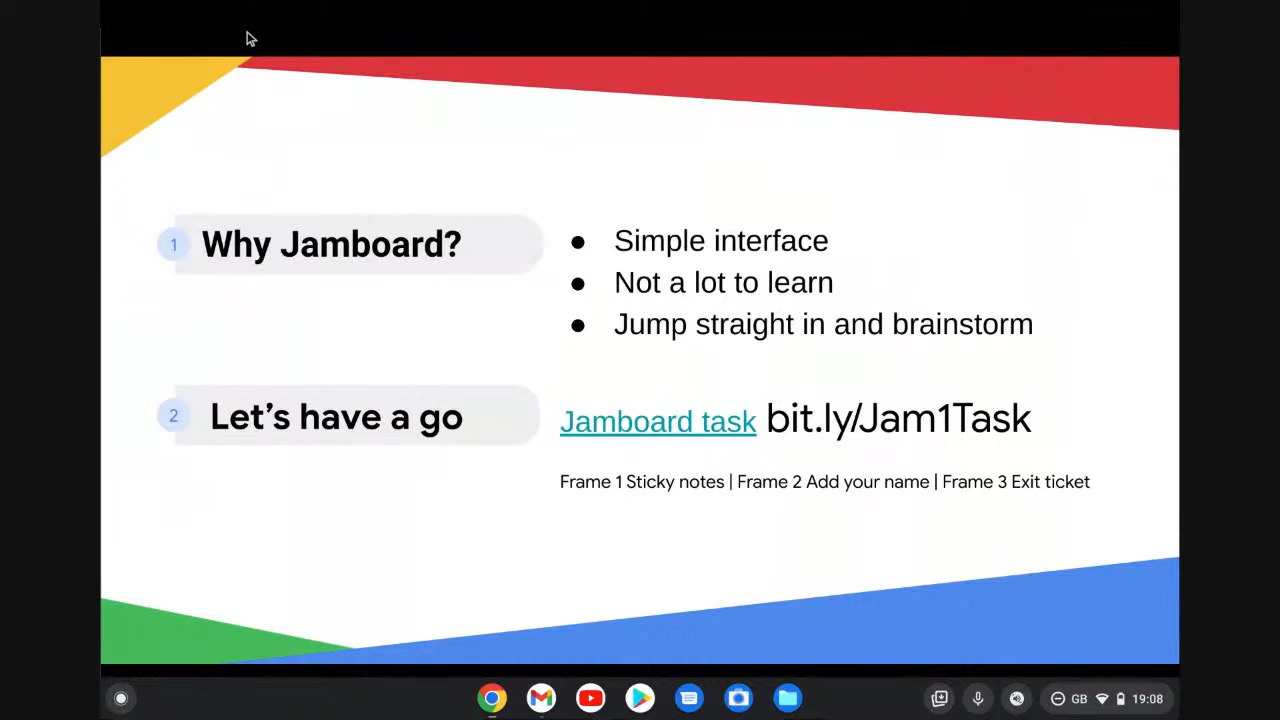 1 Why Jamboard?
● Simple interface
● Not a lot to learn
● Jump straight in and brainstorm
2 Let’s have a go
Jamboard task bit.ly/Jam1Task
Frame 1 Sticky notes | Frame 2 Add your name | Frame 3 Exit ticket
GB 19:08